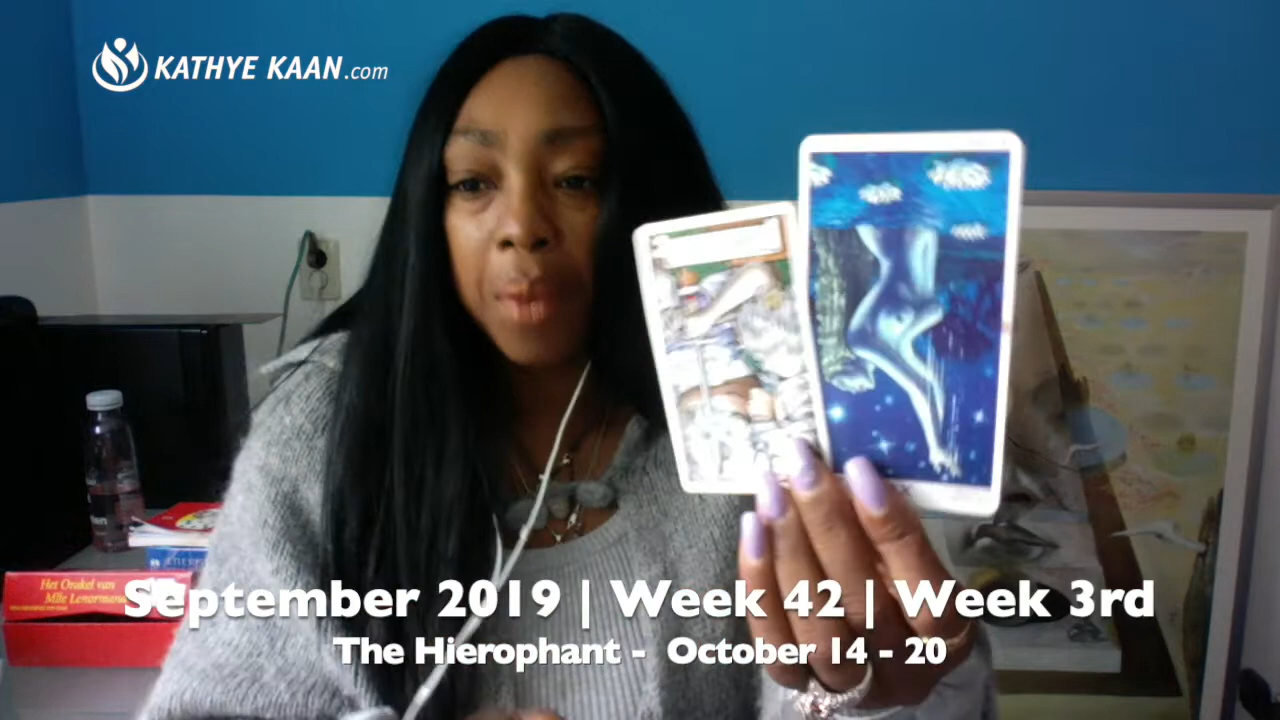 KATHYE KAAN.com
Het Orakel van
Mlle Lenormand
September 2019 | Week 42 | Week 3rd
The Hierophant - October 14 - 20